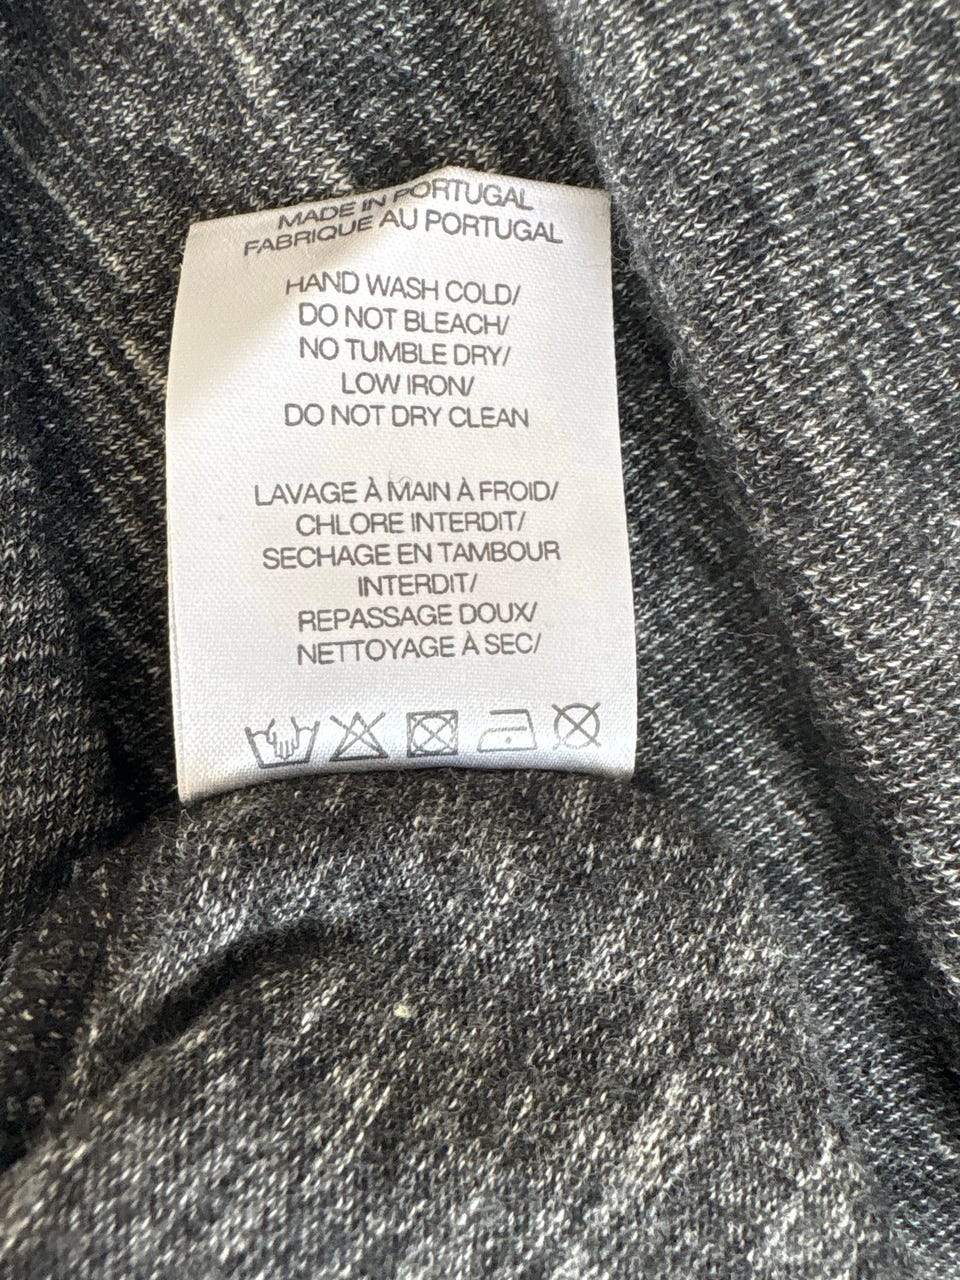 MADE IN PORTUGAL
FABRIQUE AU PORTUGAL
HAND WASH COLD/
DO NOT BLEACH/
NO TUMBLE DRY/
LOW IRON/
DO NOT DRY CLEAN
LAVAGE À MAIN À FROID/
CHLORE INTERDIT/
SECHAGE EN TAMBOUR
INTERDIT/
REPASSAGE DOUX/
NETTOYAGE À SEC/